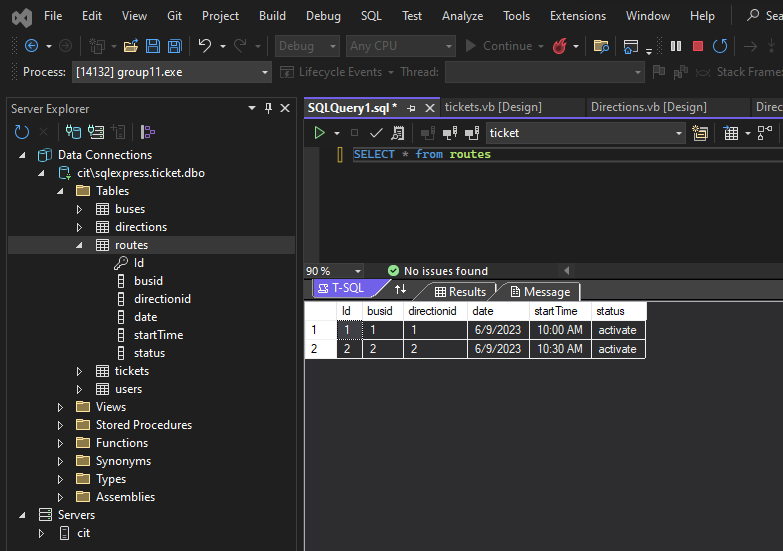 File Edit View Git Project Build Debug SQL Test Analyze Tools Extensions Window Help Sea
Debug Any CPU Continue
Process: [14132] group11.exe Lifecycle Events Thread: Stack Frame
Server Explorer
SQLQuery1.sql * tickets.vb [Design] Directions.vb [Design] Direc
ticket
Data Connections
cit\sqlexpress.ticket.dbo
Tables
buses
directions
routes
Id
busid
directionid
date
startTime
status
tickets
users
Views
Stored Procedures
Functions
Synonyms
Types
Assemblies
Servers
cit
SELECT * from routes
90 % No issues found
T-SQL Results Message
Id busid directionid date startTime status
1 1 1 1 6/9/2023 10:00 AM activate
2 2 2 2 6/9/2023 10:30 AM activate